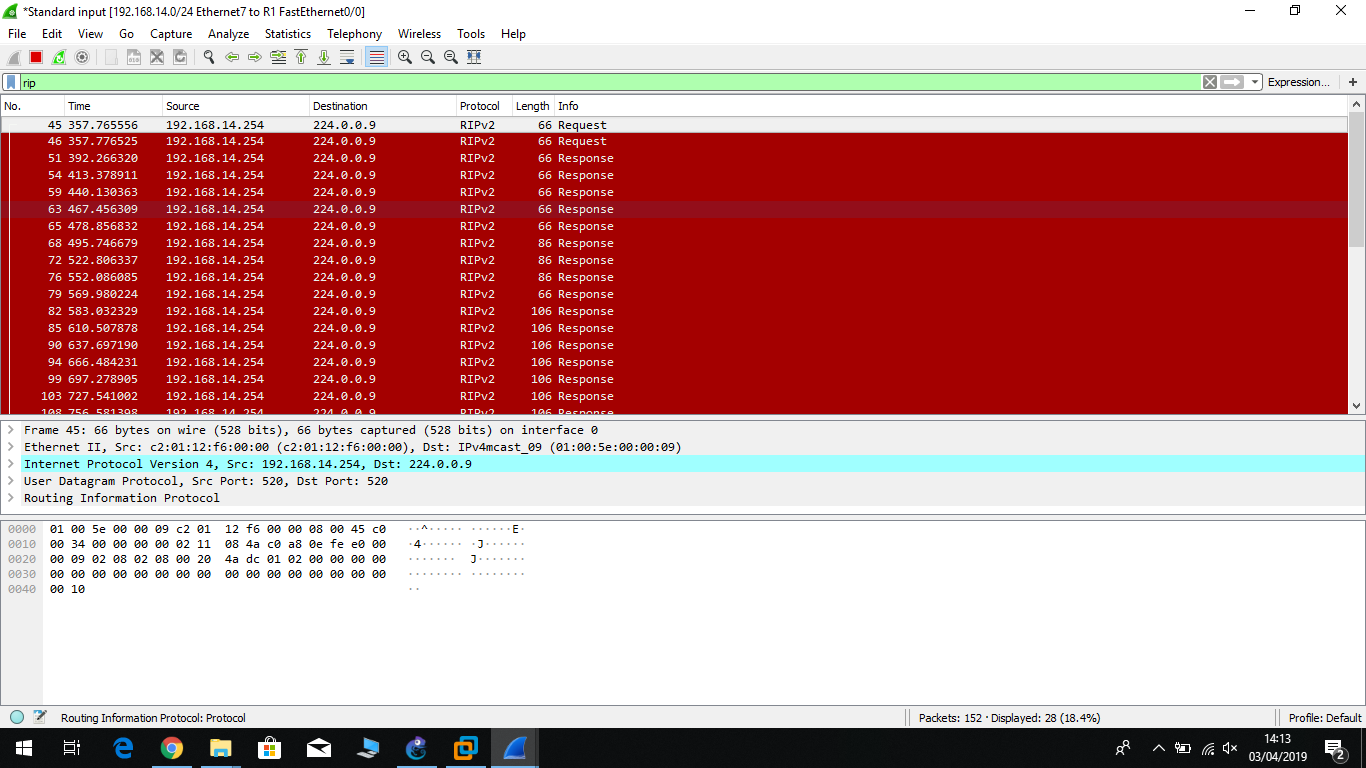 *Standard input [192.168.14.0/24 Ethernet7 to R1 FastEthernet0/0]
File Edit View Go Capture Analyze Statistics Telephony Wireless Tools Help
rip Expression... +
No. Time Source Destination Protocol Length Info
45 357.765556 192.168.14.254 224.0.0.9 RIPv2 66 Request
46 357.776525 192.168.14.254 224.0.0.9 RIPv2 66 Request
51 392.266320 192.168.14.254 224.0.0.9 RIPv2 66 Response
54 413.378911 192.168.14.254 224.0.0.9 RIPv2 66 Response
59 440.130363 192.168.14.254 224.0.0.9 RIPv2 66 Response
63 467.456309 192.168.14.254 224.0.0.9 RIPv2 66 Response
65 478.856832 192.168.14.254 224.0.0.9 RIPv2 66 Response
68 495.746679 192.168.14.254 224.0.0.9 RIPv2 86 Response
72 522.806337 192.168.14.254 224.0.0.9 RIPv2 86 Response
76 552.086085 192.168.14.254 224.0.0.9 RIPv2 86 Response
79 569.980224 192.168.14.254 224.0.0.9 RIPv2 66 Response
82 583.032329 192.168.14.254 224.0.0.9 RIPv2 106 Response
85 610.507878 192.168.14.254 224.0.0.9 RIPv2 106 Response
90 637.697190 192.168.14.254 224.0.0.9 RIPv2 106 Response
94 666.484231 192.168.14.254 224.0.0.9 RIPv2 106 Response
99 697.278905 192.168.14.254 224.0.0.9 RIPv2 106 Response
103 727.541002 192.168.14.254 224.0.0.9 RIPv2 106 Response
108 756.581398 192.168.14.254 224.0.0.9 RIPv2 106 Response
Frame 45: 66 bytes on wire (528 bits), 66 bytes captured (528 bits) on interface 0
Ethernet II, Src: c2:01:12:f6:00:00 (c2:01:12:f6:00:00), Dst: IPv4mcast_09 (01:00:5e:00:00:09)
Internet Protocol Version 4, Src: 192.168.14.254, Dst: 224.0.0.9
User Datagram Protocol, Src Port: 520, Dst Port: 520
Routing Information Protocol
0000 01 00 5e 00 00 09 c2 01 12 f6 00 00 08 00 45 c0 ··^····· ······E·
0010 00 34 00 00 00 00 02 11 08 4a c0 a8 0e fe e0 00 ·4······ ·J······
0020 00 09 02 08 02 08 00 20 4a dc 01 02 00 00 00 00 ·······  J·······
0030 00 00 00 00 00 00 00 00 00 00 00 00 00 00 00 00 ········ ········
0040 00 10 ··
Routing Information Protocol: Protocol Packets: 152 · Displayed: 28 (18.4%) Profile: Default
14:13
03/04/2019
2